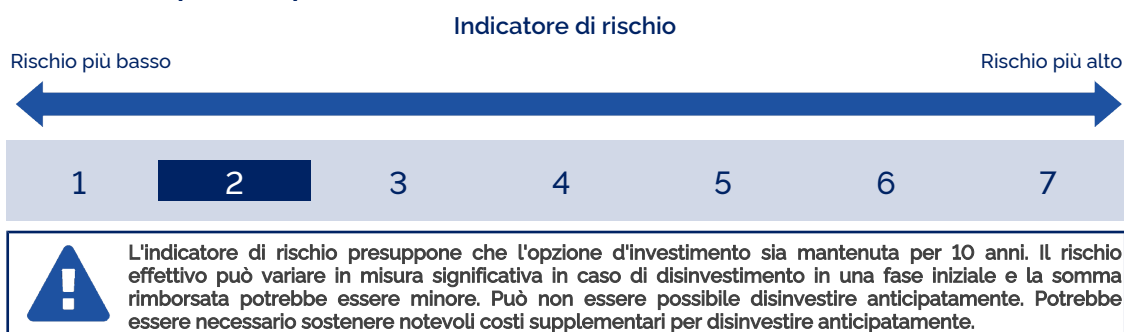 Indicatore di rischio
Rischio più basso
Rischio più alto
1 2 3 4 5 6 7
L'indicatore di rischio presuppone che l'opzione d'investimento sia mantenuta per 10 anni. Il rischio
effettivo può variare in misura significativa in caso di disinvestimento in una fase iniziale e la somma
rimborsata potrebbe essere minore. Può non essere possibile disinvestire anticipatamente. Potrebbe
essere necessario sostenere notevoli costi supplementari per disinvestire anticipatamente.